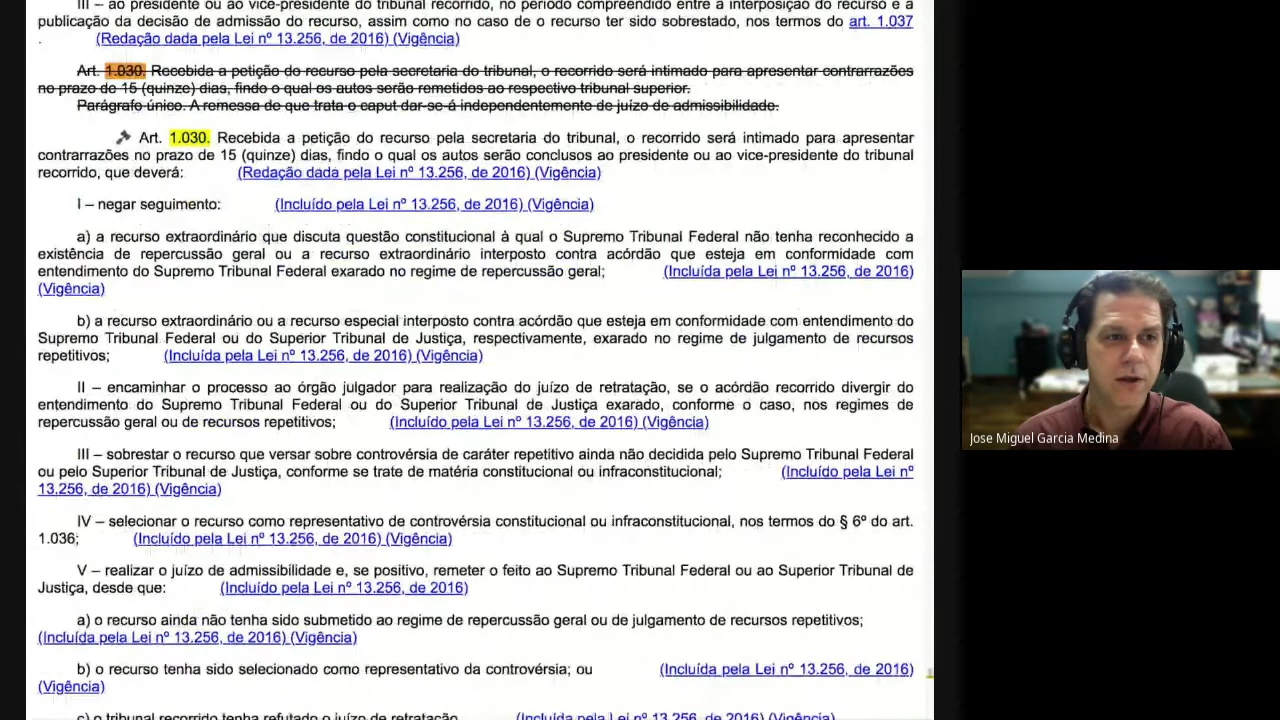 III – ao presidente ou ao vice-presidente do tribunal recorrido, no período compreendido entre a interposição do recurso e a
publicação da decisão de admissão do recurso, assim como no caso de o recurso ter sido sobrestado, nos termos do art. 1.037
. (Redação dada pela Lei nº 13.256, de 2016) (Vigência)
Art. 1.030. Recebida a petição do recurso pela secretaria do tribunal, o recorrido será intimado para apresentar contrarrazões
no prazo de 15 (quinze) dias, findo o qual os autos serão remetidos ao respectivo tribunal superior.
Parágrafo único. A remessa de que trata o caput dar-se-á independentemente de juízo de admissibilidade.
Art. 1.030. Recebida a petição do recurso pela secretaria do tribunal, o recorrido será intimado para apresentar
contrarrazões no prazo de 15 (quinze) dias, findo o qual os autos serão conclusos ao presidente ou ao vice-presidente do tribunal
recorrido, que deverá: (Redação dada pela Lei nº 13.256, de 2016) (Vigência)
I – negar seguimento: (Incluído pela Lei nº 13.256, de 2016) (Vigência)
a) a recurso extraordinário que discuta questão constitucional à qual o Supremo Tribunal Federal não tenha reconhecido a
existência de repercussão geral ou a recurso extraordinário interposto contra acórdão que esteja em conformidade com
entendimento do Supremo Tribunal Federal exarado no regime de repercussão geral; (Incluída pela Lei nº 13.256, de 2016)
(Vigência)
b) a recurso extraordinário ou a recurso especial interposto contra acórdão que esteja em conformidade com entendimento do
Supremo Tribunal Federal ou do Superior Tribunal de Justiça, respectivamente, exarado no regime de julgamento de recursos
repetitivos; (Incluída pela Lei nº 13.256, de 2016) (Vigência)
II – encaminhar o processo ao órgão julgador para realização do juízo de retratação, se o acórdão recorrido divergir do
entendimento do Supremo Tribunal Federal ou do Superior Tribunal de Justiça exarado, conforme o caso, nos regimes de
repercussão geral ou de recursos repetitivos; (Incluído pela Lei nº 13.256, de 2016) (Vigência)
III – sobrestar o recurso que versar sobre controvérsia de caráter repetitivo ainda não decidida pelo Supremo Tribunal Federal
ou pelo Superior Tribunal de Justiça, conforme se trate de matéria constitucional ou infraconstitucional; (Incluído pela Lei nº
13.256, de 2016) (Vigência)
IV – selecionar o recurso como representativo de controvérsia constitucional ou infraconstitucional, nos termos do § 6º do art.
1.036; (Incluído pela Lei nº 13.256, de 2016) (Vigência)
V – realizar o juízo de admissibilidade e, se positivo, remeter o feito ao Supremo Tribunal Federal ou ao Superior Tribunal de
Justiça, desde que: (Incluído pela Lei nº 13.256, de 2016)
a) o recurso ainda não tenha sido submetido ao regime de repercussão geral ou de julgamento de recursos repetitivos;
(Incluída pela Lei nº 13.256, de 2016) (Vigência)
b) o recurso tenha sido selecionado como representativo da controvérsia; ou (Incluída pela Lei nº 13.256, de 2016)
(Vigência)
c) o tribunal recorrido tenha refutado o juízo de retratação. (Incluída pela Lei nº 13.256, de 2016) (Vigência)
Jose Miguel Garcia Medina